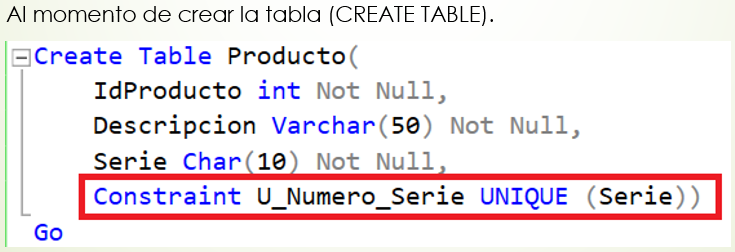 Al momento de crear la tabla (CREATE TABLE).
Create Table Producto(
IdProducto int Not Null,
Descripcion Varchar(50) Not Null,
Serie Char(10) Not Null,
Constraint U_Numero_Serie UNIQUE (Serie))
Go